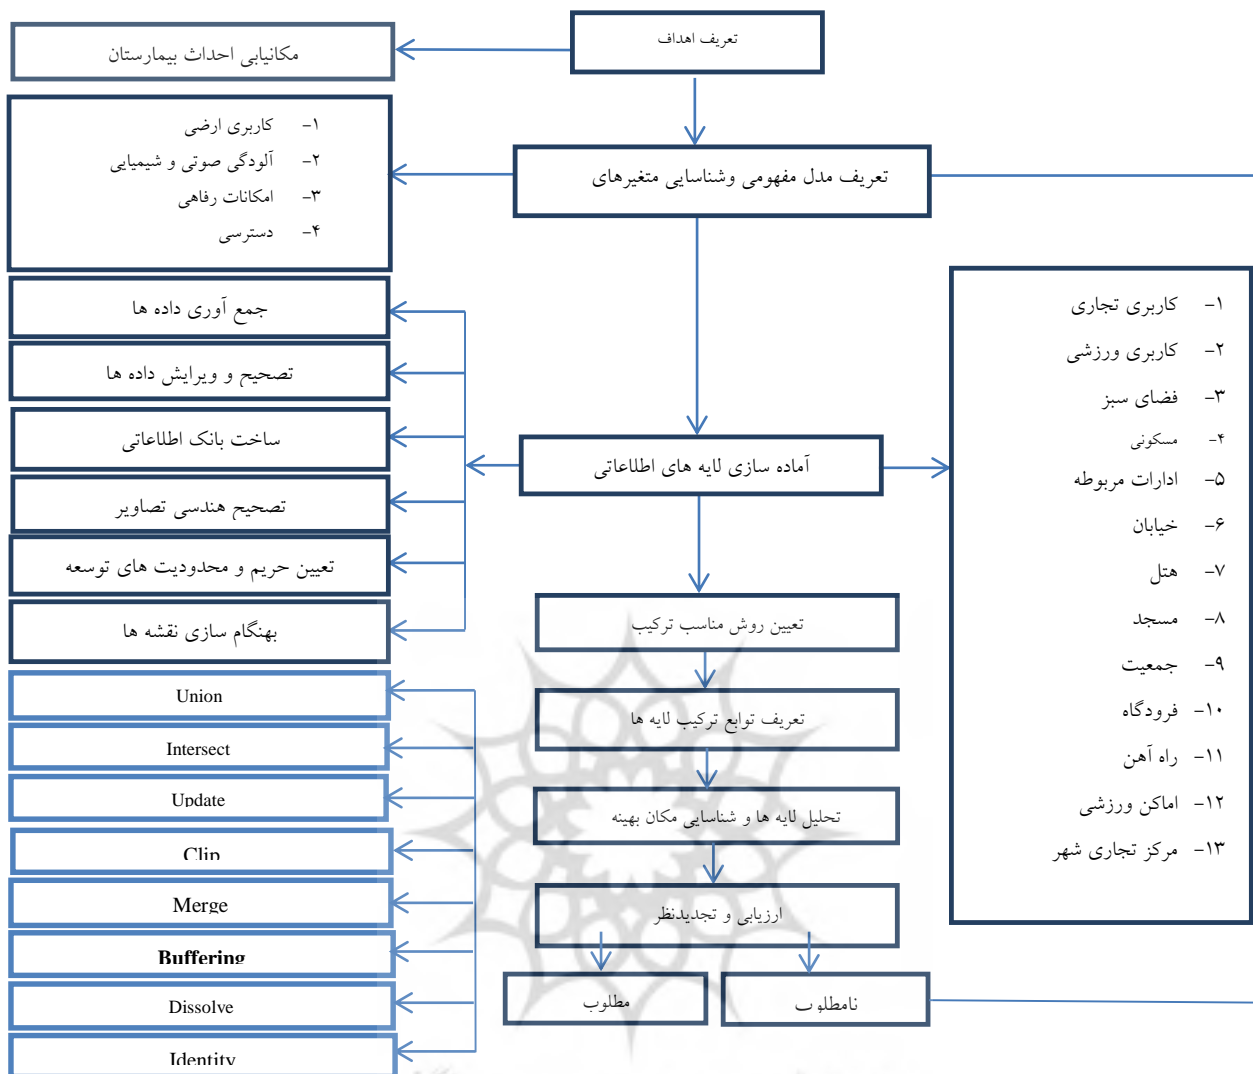 تعریف اهداف
مکانیابی احداث بیمارستان
تعریف مدل مفهومی وشناسایی متغیرهای
۱- کاربری ارضی
۲- آلودگی صوتی و شیمیایی
۳- امکانات رفاهی
۴- دسترسی
آماده سازی لایه های اطلاعاتی
۱- کاربری تجاری
۲- کاربری ورزشی
۳- فضای سبز
۴- مسکونی
۵- ادارات مربوطه
۶- خیابان
۷- هتل
۸- مسجد
۹- جمعیت
۱۰- فرودگاه
۱۱- راه آهن
۱۲- اماکن ورزشی
۱۳- مرکز تجاری شهر
جمع آوری داده ها
تصحیح و ویرایش داده ها
ساخت بانک اطلاعاتی
تصحیح هندسی تصاویر
تعیین حریم و محدودیت های توسعه
بهنگام سازی نقشه ها
تعیین روش مناسب ترکیب
تعریف توابع ترکیب لایه ها
تحلیل لایه ها و شناسایی مکان بهینه
ارزیابی و تجدیدنظر
نامطلوب
مطلوب
Union
Intersect
Update
Clip
Merge
Buffering
Dissolve
Identity